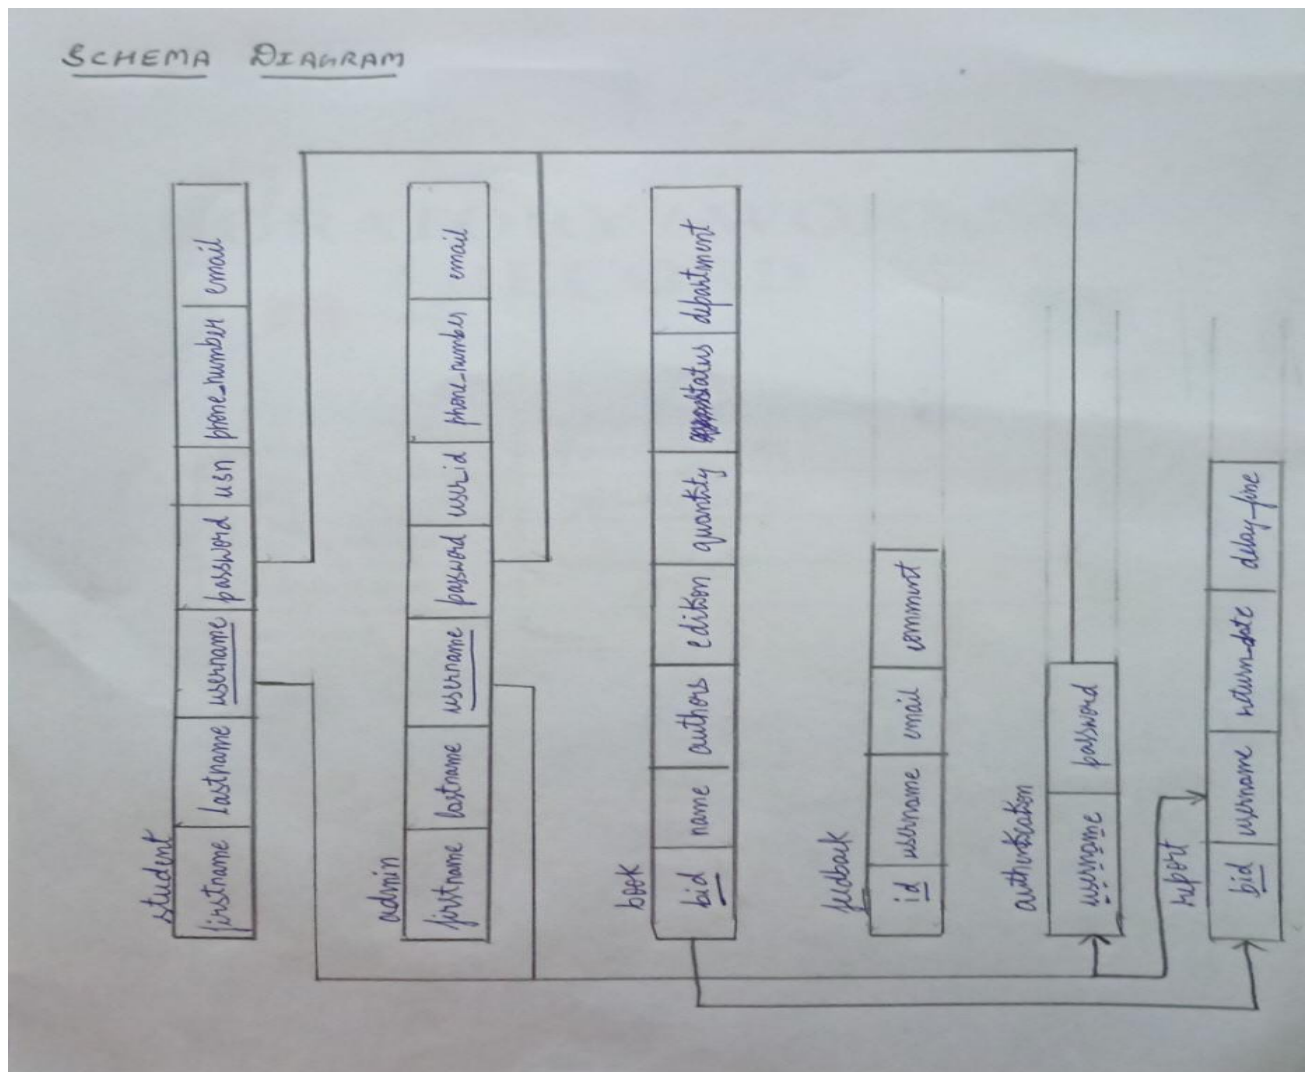 SCHEMA DIAGRAM
student
firstname lastname username password usn phone_number email
admin
firstname lastname username password user_id phone_number email
book
bid name authors edition quantity status department
feedback
id username email comment
authentication
username password
report
bid username return_date delay_fine